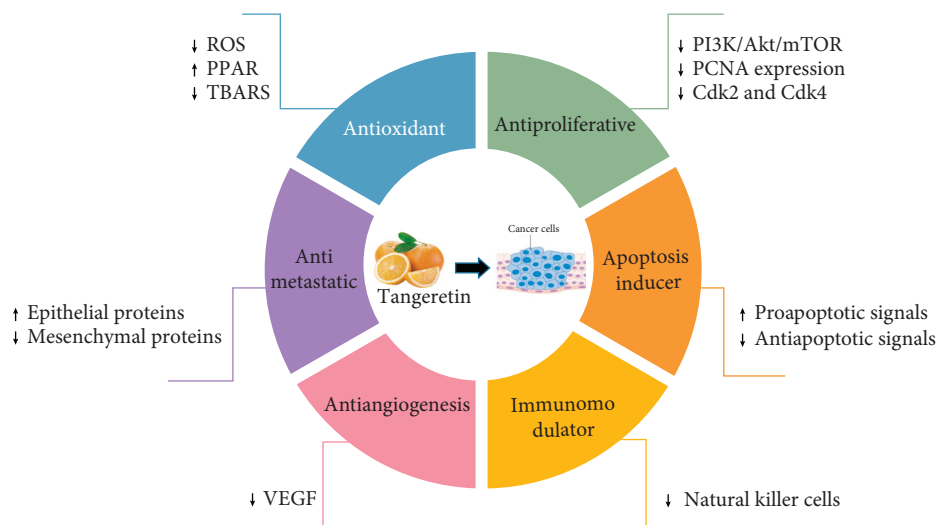 ↓ ROS
↑ PPAR
↓ TBARS
Antioxidant
↓ PI3K/Akt/mTOR
↓ PCNA expression
↓ Cdk2 and Cdk4
Antiproliferative
Anti
metastatic
↑ Epithelial proteins
↓ Mesenchymal proteins
Tangeretin
Cancer cells
Apoptosis
inducer
↑ Proapoptotic signals
↓ Antiapoptotic signals
Antiangiogenesis
↓ VEGF
Immunomo
dulator
↓ Natural killer cells